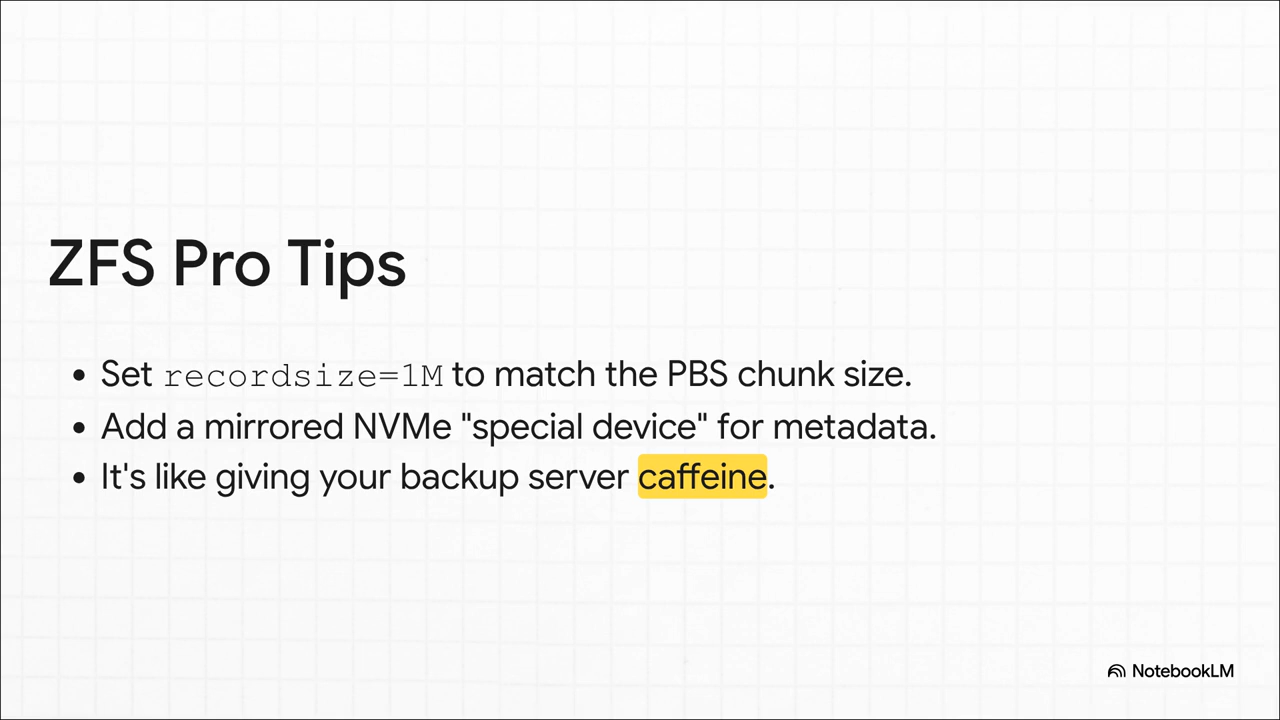 ZFS Pro Tips
• Set recordsize=1M to match the PBS chunk size.
• Add a mirrored NVMe "special device" for metadata.
• It's like giving your backup server caffeine.
NotebookLM